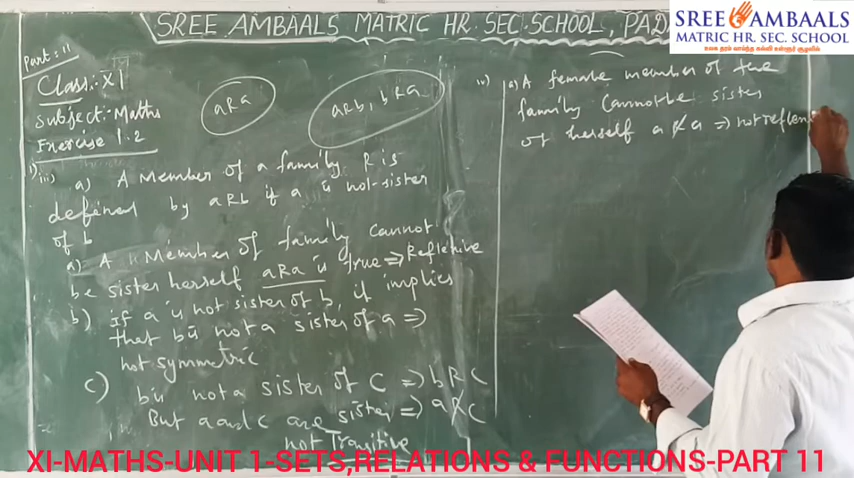 SREE AMBAALS MATRIC HR. SEC. SCHOOL, PADA
SREE AMBAALS
MATRIC HR. SEC. SCHOOL
Part: 11
Class:- XI
Subject:- Maths
Exercise 1.2
aRa
aRb, bRa
1) iii) a) A Member of a family R is
defined by aRb if a is not sister
of b
a) A Member of family cannot
be sister herself aRa is true => Reflexive
b) if a is not sister of b, it implies
that b is not a sister of a =>
not symmetric
c) b is not a sister of C => bRC
But a and c are sister => a R̸ C
not Transitive
iv) a) A female member of the
family cannot be sister
of herself a R̸ a => not reflexi
XI-MATHS-UNIT 1-SETS,RELATIONS & FUNCTIONS-PART 11